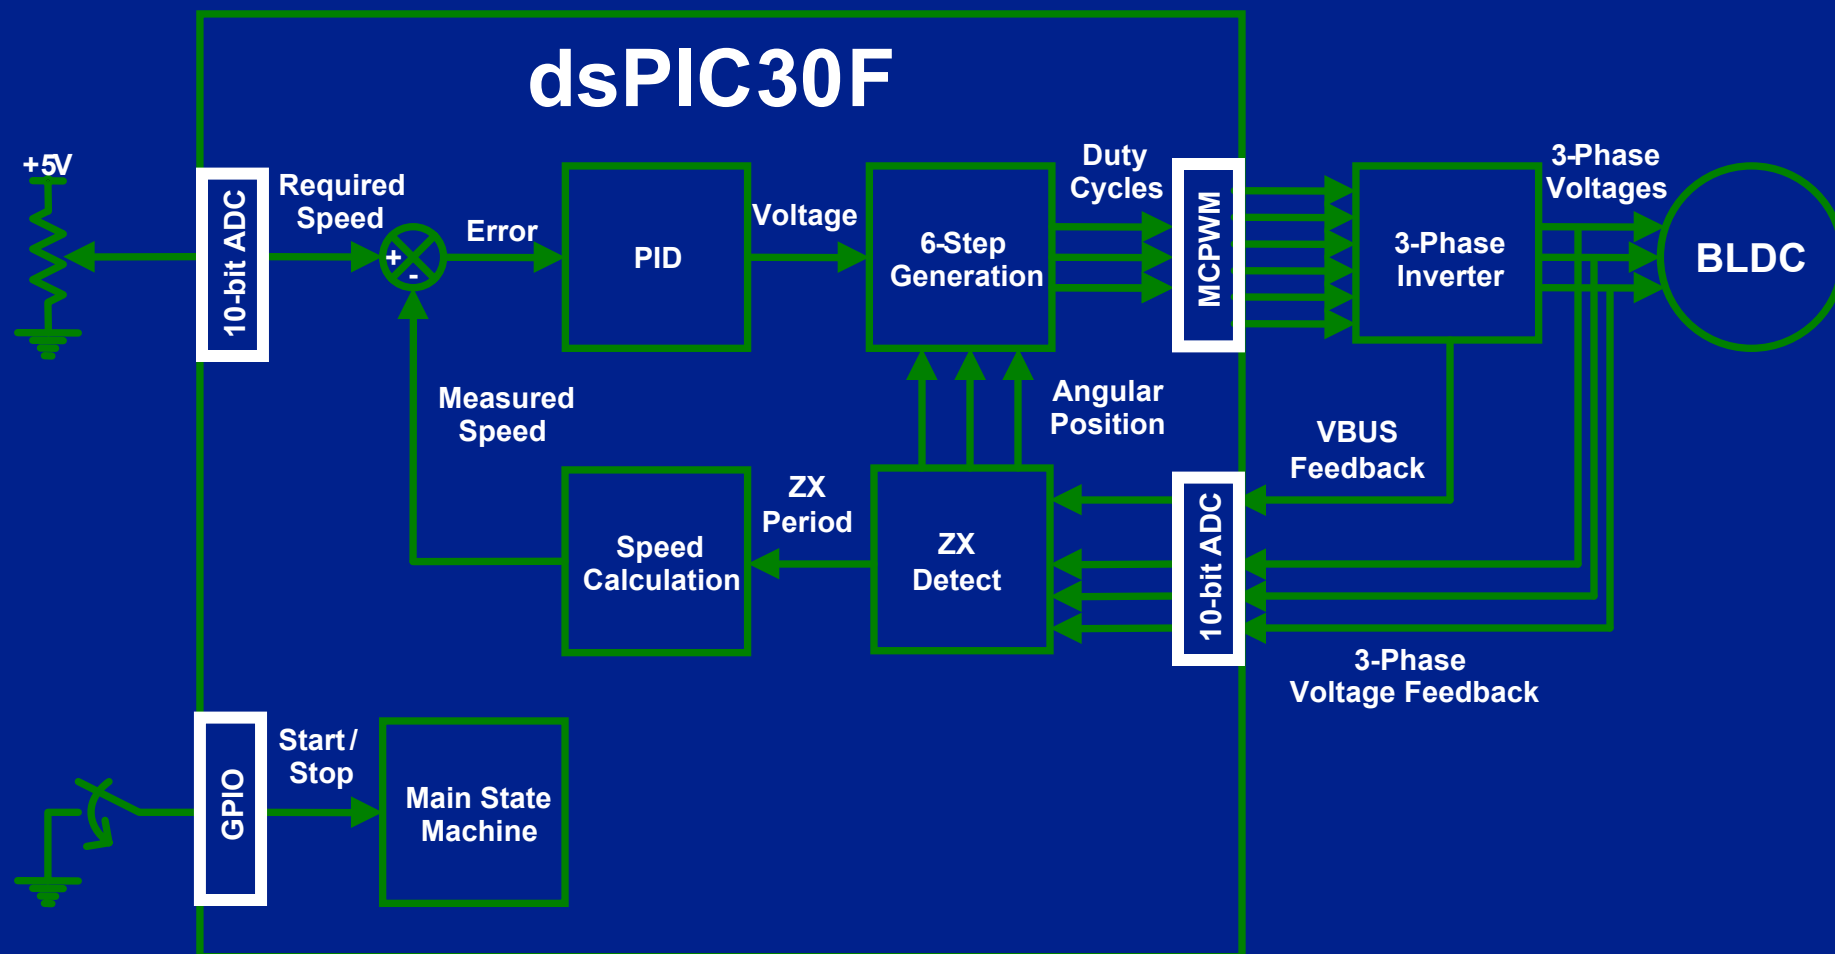 dsPIC30F
+5V
10-bit ADC
Required
Speed
+
-
Error
PID
Voltage
6-Step
Generation
Duty
Cycles
MCPWM
3-Phase
Inverter
3-Phase
Voltages
BLDC
Measured
Speed
Angular
Position
VBUS
Feedback
Speed
Calculation
ZX
Period
ZX
Detect
10-bit ADC
3-Phase
Voltage Feedback
GPIO
Start/
Stop
Main State
Machine